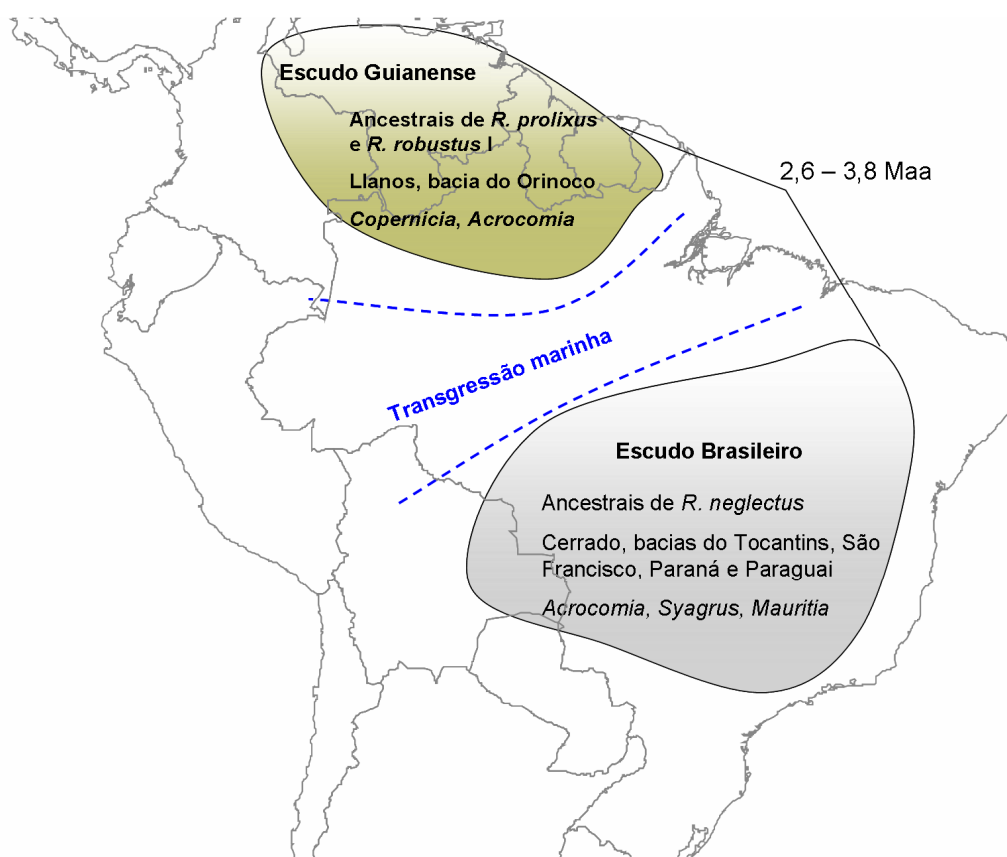 Escudo Guianense
Ancestrais de R. prolixus
e R. robustus I
Llanos, bacia do Orinoco
Copernicia, Acrocomia
2,6 – 3,8 Maa
Transgressão marinha
Escudo Brasileiro
Ancestrais de R. neglectus
Cerrado, bacias do Tocantins, São
Francisco, Paraná e Paraguai
Acrocomia, Syagrus, Mauritia